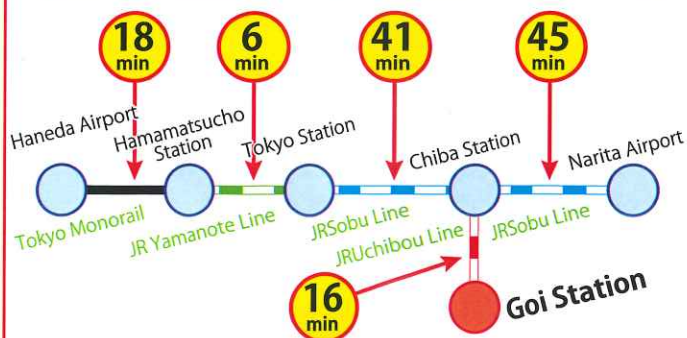 18
min
6
min
41
min
45
min
Haneda Airport
Hamamatsucho
Station
Tokyo Station
Chiba Station
Narita Airport
Tokyo Monorail
JR Yamanote Line
JRSobu Line
JRUchibou Line
JRSobu Line
16
min
Goi Station